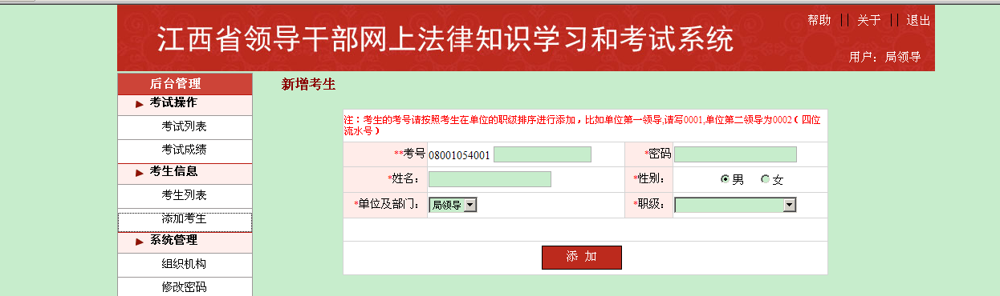 帮助 || 关于 || 退出
江西省领导干部网上法律知识学习和考试系统
用户：局领导
后台管理
考试操作
考试列表
考试成绩
考生信息
考生列表
添加考生
系统管理
组织机构
修改密码
新增考生
注：考生的考号请按照考生在单位的职级排序进行添加，比如单位第一领导,请写0001,单位第二领导为0002（四位
流水号）
**考号 08001054001 *密码
*姓名： *性别： 男 女
*单位及部门： 局领导 *职级：
添 加